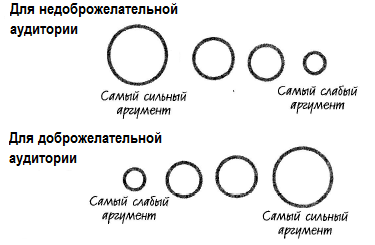 Для недоброжелательной
аудитории
Самый сильный
аргумент
Самый слабый
аргумент
Для доброжелательной
аудитории
Самый слабый
аргумент
Самый сильный
аргумент